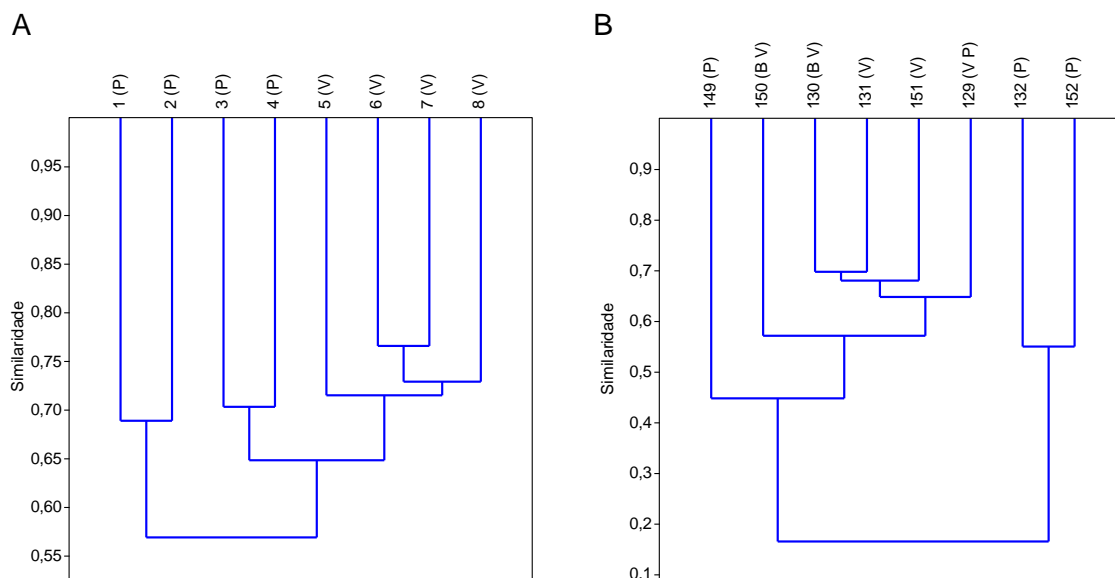 A
1 (P)
2 (P)
3 (P)
4 (P)
5 (V)
6 (V)
7 (V)
8 (V)
0,95
0,90
0,85
0,80
0,75
0,70
0,65
0,60
0,55
Similaridade
B
149 (P)
150 (B V)
130 (B V)
131 (V)
151 (V)
129 (V P)
132 (P)
152 (P)
0,9
0,8
0,7
0,6
0,5
0,4
0,3
0,2
0,1
Similaridade